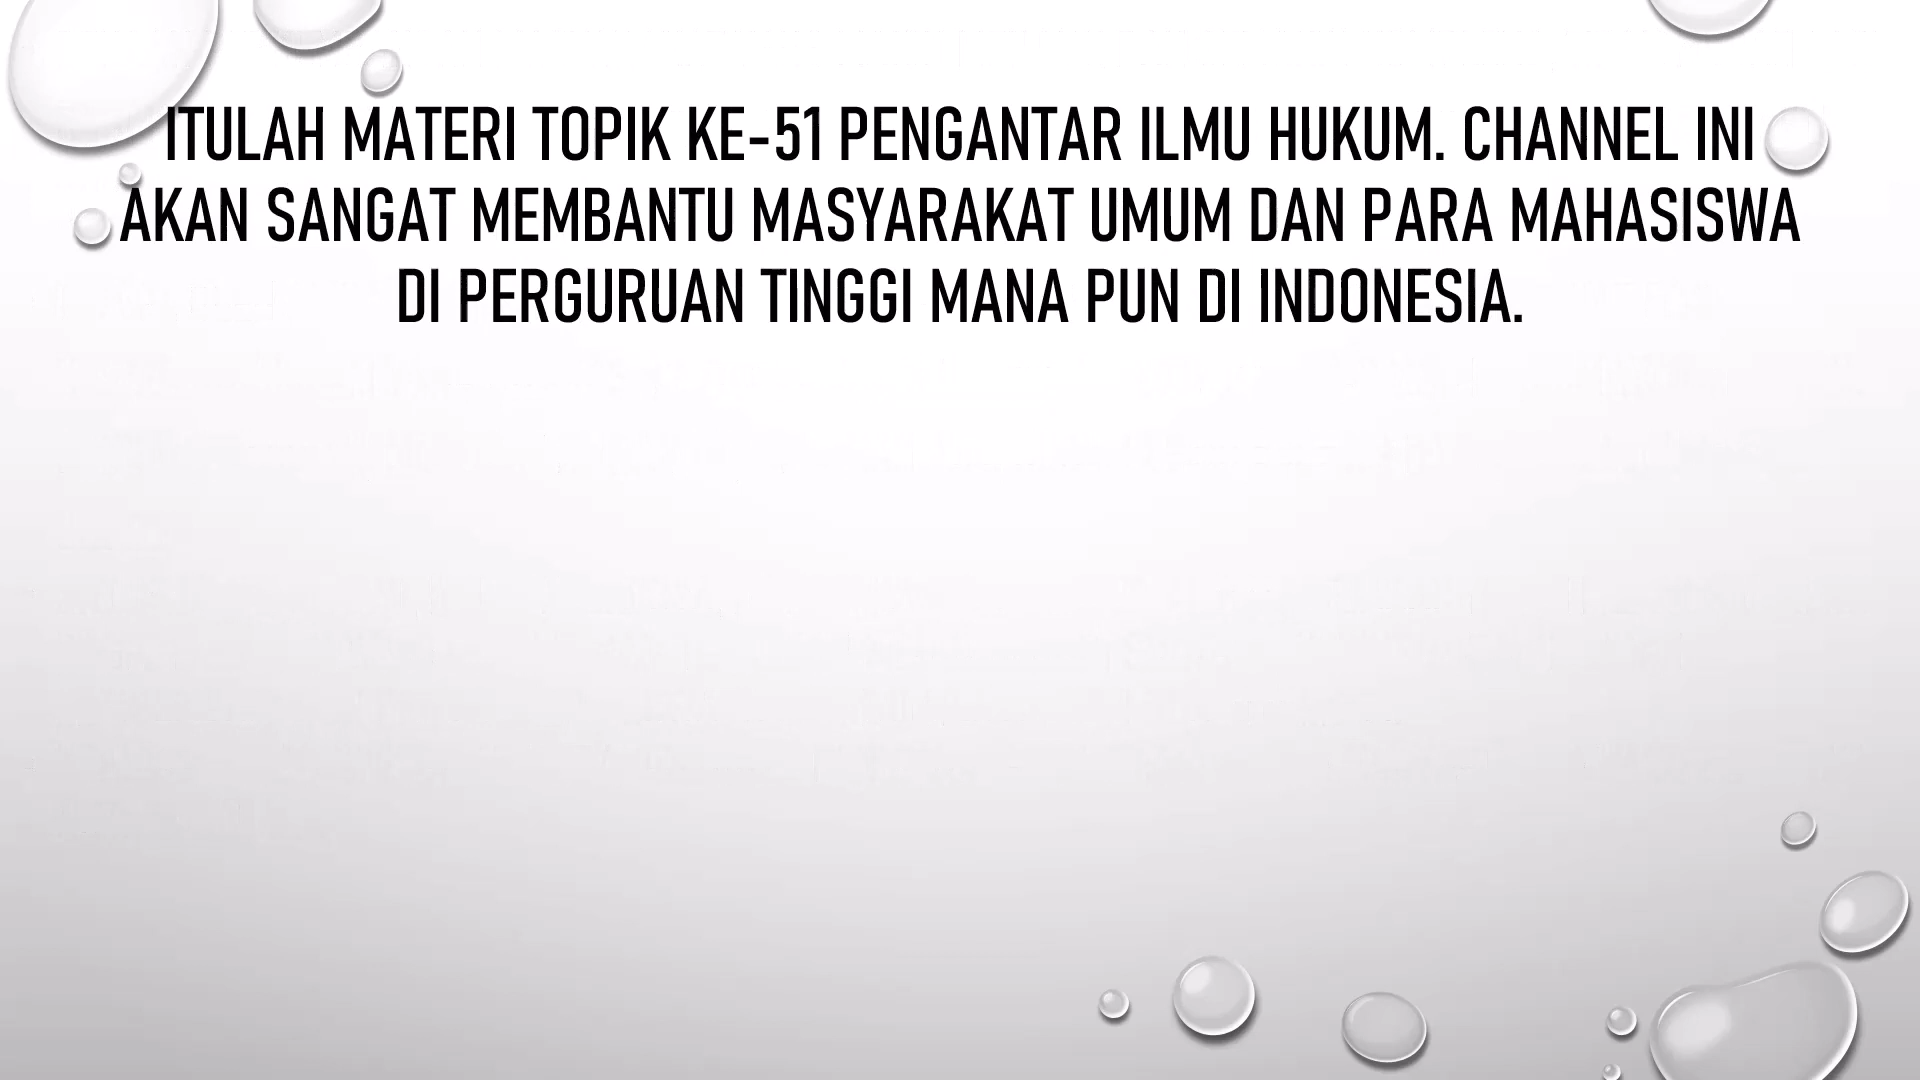 ITULAH MATERI TOPIK KE-51 PENGANTAR ILMU HUKUM. CHANNEL INI
AKAN SANGAT MEMBANTU MASYARAKAT UMUM DAN PARA MAHASISWA
DI PERGURUAN TINGGI MANA PUN DI INDONESIA.